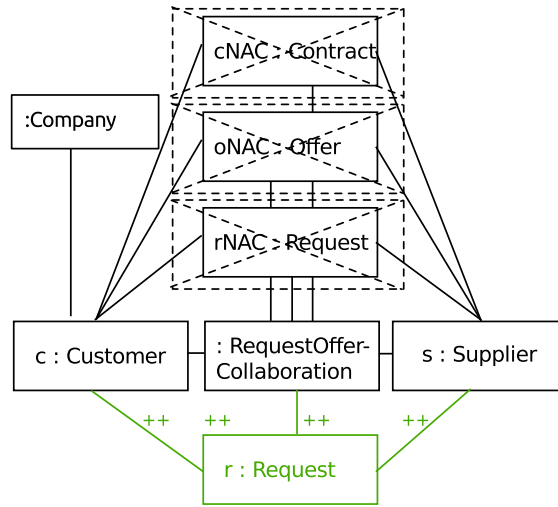 cNAC : Contract
:Company
oNAC : Offer
rNAC : Request
c : Customer
: RequestOffer-
Collaboration
s : Supplier
++ ++ ++ ++
r : Request